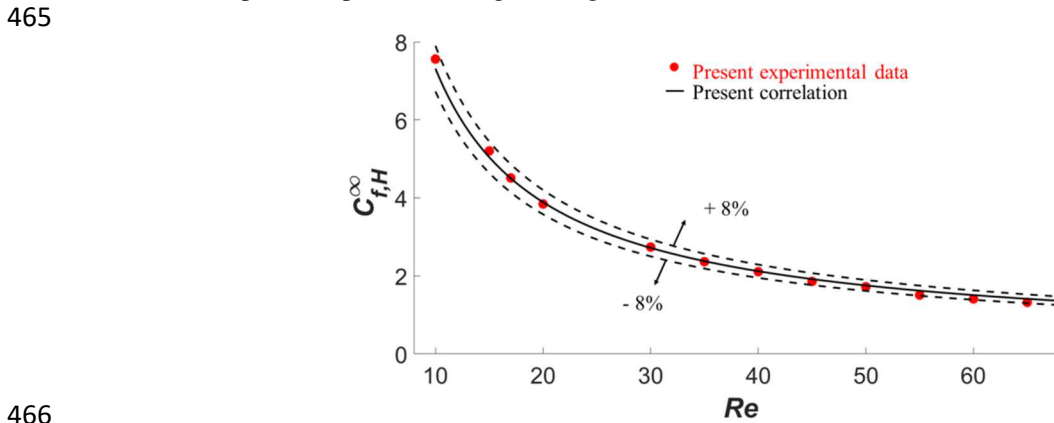 465
8
Present experimental data
Present correlation
6
C∞f,H
4
+ 8%
2
- 8%
0
10 20 30 40 50 60
Re
466